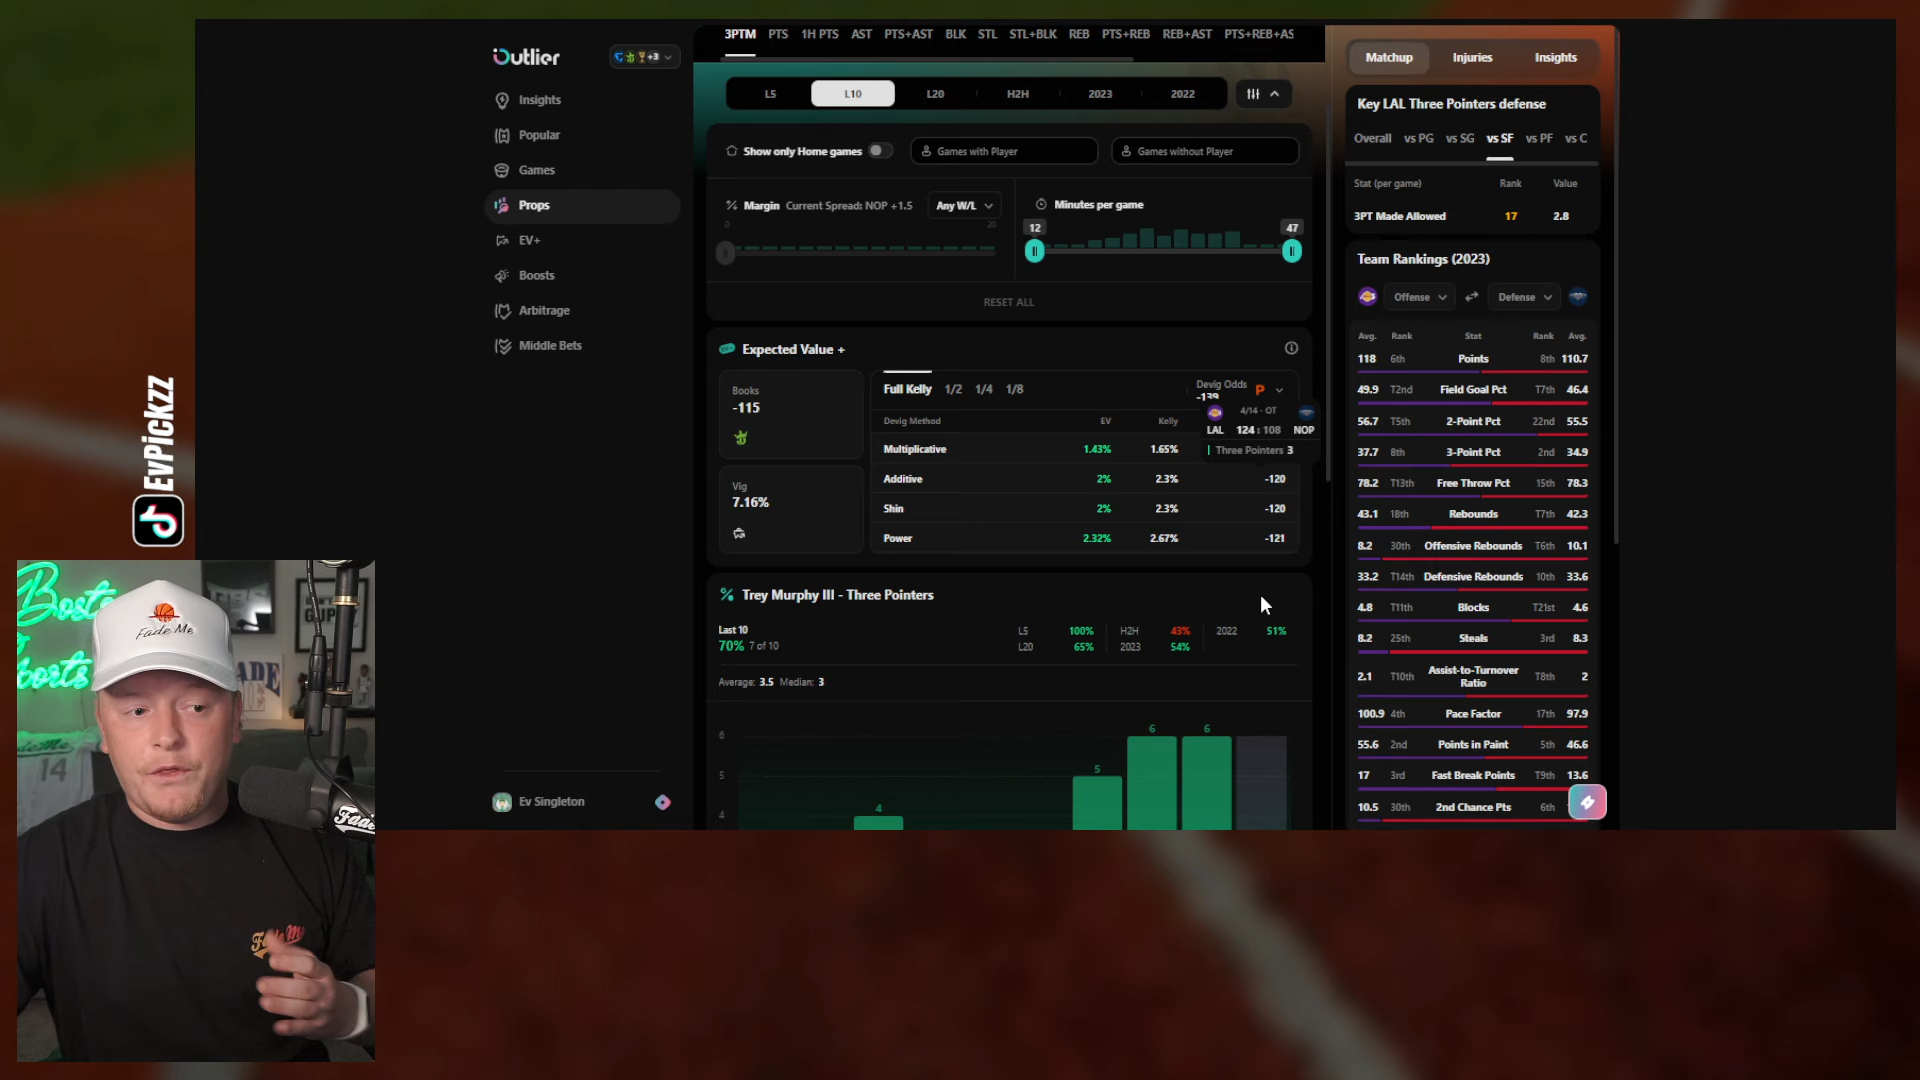 3PTM PTS 1H PTS AST PTS+AST BLK STL STL+BLK REB PTS+REB REB+AST PTS+REB+AS
Outlier
+3
Insights
Popular
Games
Props
EV+
Boosts
Arbitrage
Middle Bets
Ev Singleton
L5 L10 L20 H2H 2023 2022
Show only Home games
Games with Player
Games without Player
Margin Current Spread: NOP +1.5 Any W/L
0 20
Minutes per game
12 47
RESET ALL
Expected Value +
Books
-115
Vig
7.16%
Full Kelly 1/2 1/4 1/8
Devig Odds P
-139
Devig Method EV Kelly
Multiplicative 1.43% 1.65%
Additive 2% 2.3% -120
Shin 2% 2.3% -120
Power 2.32% 2.67% -121
4/14 - OT
LAL 124 : 108 NOP
Three Pointers 3
Trey Murphy III - Three Pointers
Last 10
70% 7 of 10
L5 100% H2H 43% 2022 51%
L20 65% 2023 54%
Average: 3.5 Median: 3
6
5
4
4
5
6
6
Matchup Injuries Insights
Key LAL Three Pointers defense
Overall vs PG vs SG vs SF vs PF vs C
Stat (per game) Rank Value
3PT Made Allowed 17 2.8
Team Rankings (2023)
Offense Defense
Avg. Rank Stat Rank Avg.
118 6th Points 8th 110.7
49.9 T2nd Field Goal Pct T7th 46.4
56.7 T5th 2-Point Pct 22nd 55.5
37.7 8th 3-Point Pct 2nd 34.9
78.2 T13th Free Throw Pct 15th 78.3
43.1 18th Rebounds T7th 42.3
8.2 30th Offensive Rebounds T6th 10.1
33.2 T14th Defensive Rebounds 10th 33.6
4.8 T11th Blocks T21st 4.6
8.2 25th Steals 3rd 8.3
2.1 T10th Assist-to-Turnover Ratio T8th 2
100.9 4th Pace Factor 17th 97.9
55.6 2nd Points in Paint 5th 46.6
17 3rd Fast Break Points T9th 13.6
10.5 30th 2nd Chance Pts 6th
EvPickzz
Fade Me
14